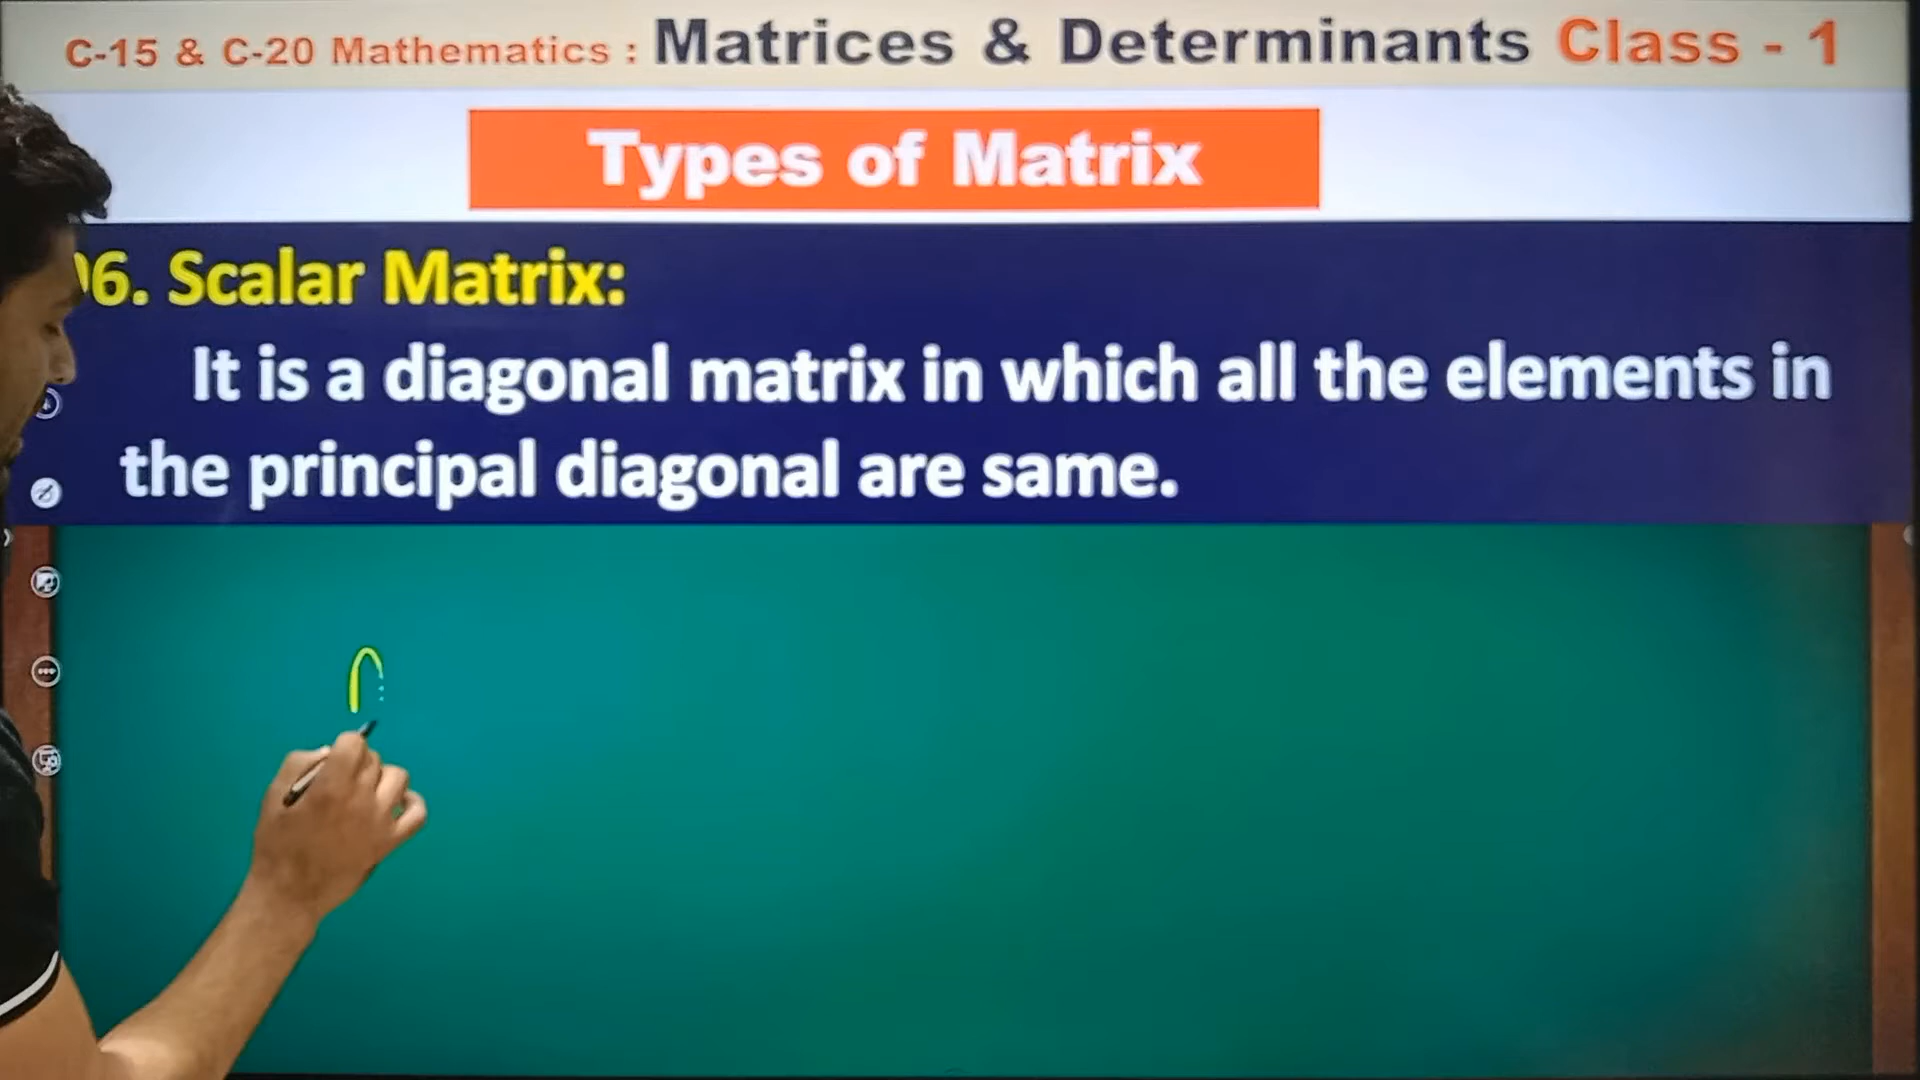 C-15 & C-20 Mathematics : Matrices & Determinants Class - 1
Types of Matrix
06. Scalar Matrix:
It is a diagonal matrix in which all the elements in
the principal diagonal are same.